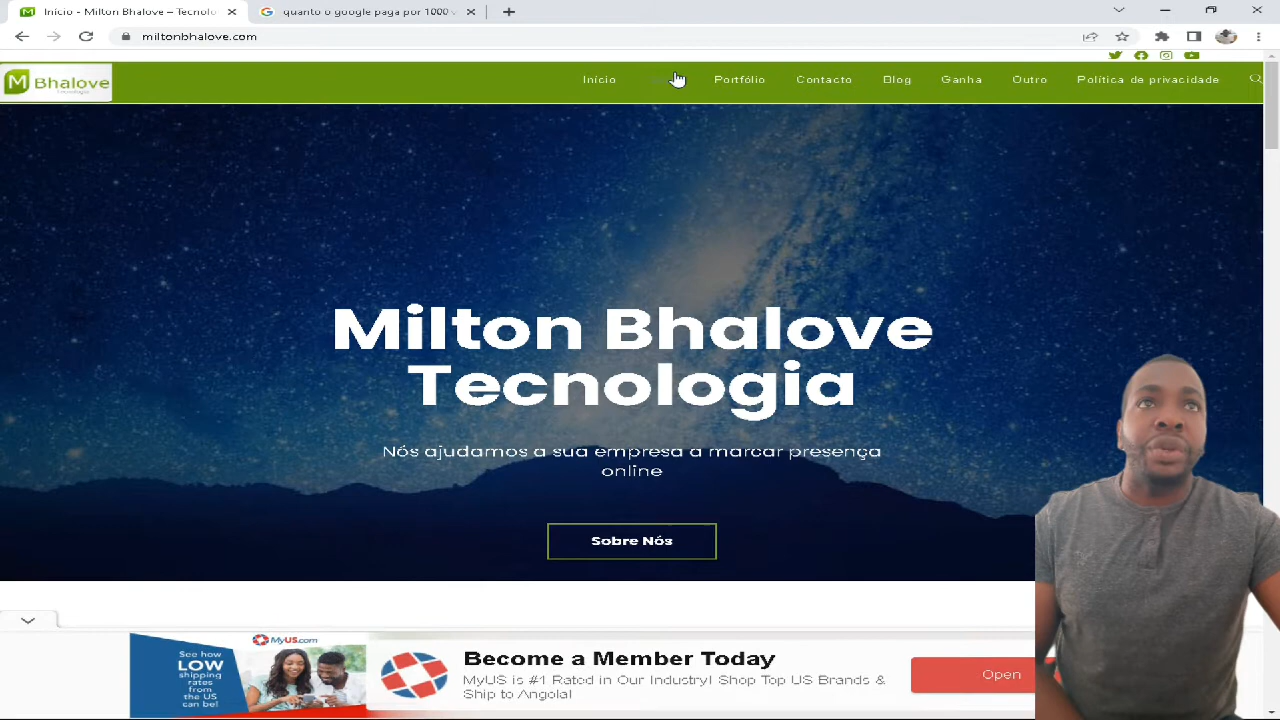 Início - Milton Bhalove – Tecnolo
quanto o google paga por 1000 v
miltonbhalove.com
M Bhalove
Tecnologia
Início
Portfólio
Contacto
Blog
Ganha
Outro
Política de privacidade
Milton Bhalove
Tecnologia
Nós ajudamos a sua empresa a marcar presença
online
Sobre Nós
See how
LOW
shipping
rates
from
the US
can be!
MyUS.com
Become a Member Today
MyUS is #1 Rated in Our Industry! Shop Top US Brands &
Ship to Angola!
Open